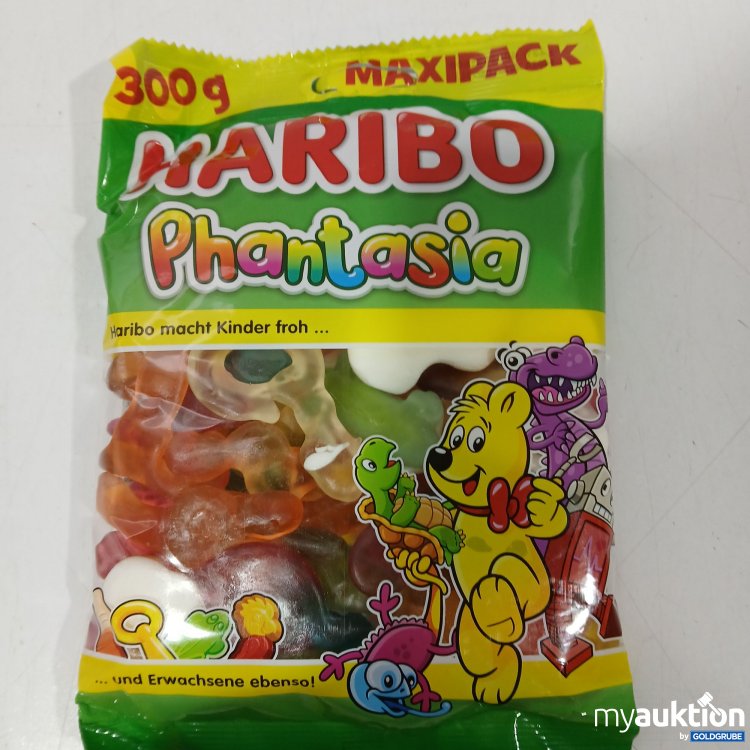 300g MAXIPACK
HARIBO
Phantasia
Haribo macht Kinder froh ...
... und Erwachsene ebenso!
myauktion
by GOLDGRUBE